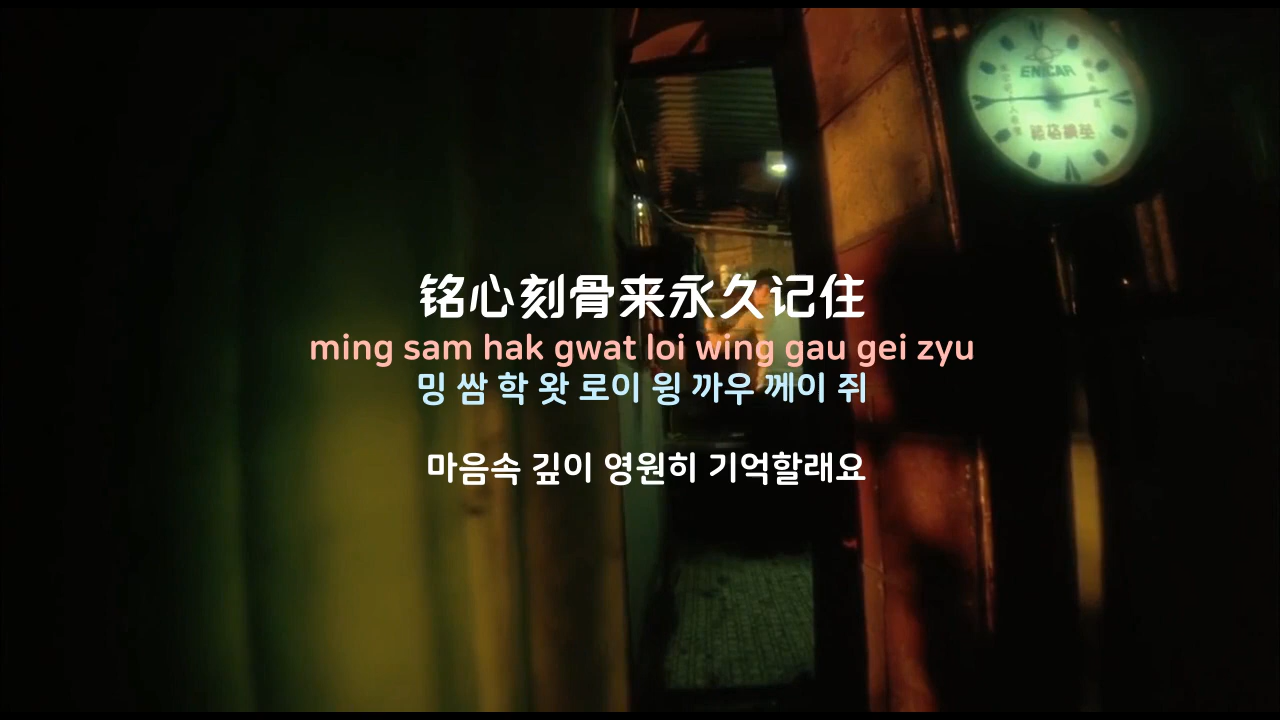 ENICAR
铭心刻骨来永久记住
ming sam hak gwat loi wing gau gei zyu
밍 쌈 학 왓 로이 윙 까우 께이 쥐
마음속 깊이 영원히 기억할래요